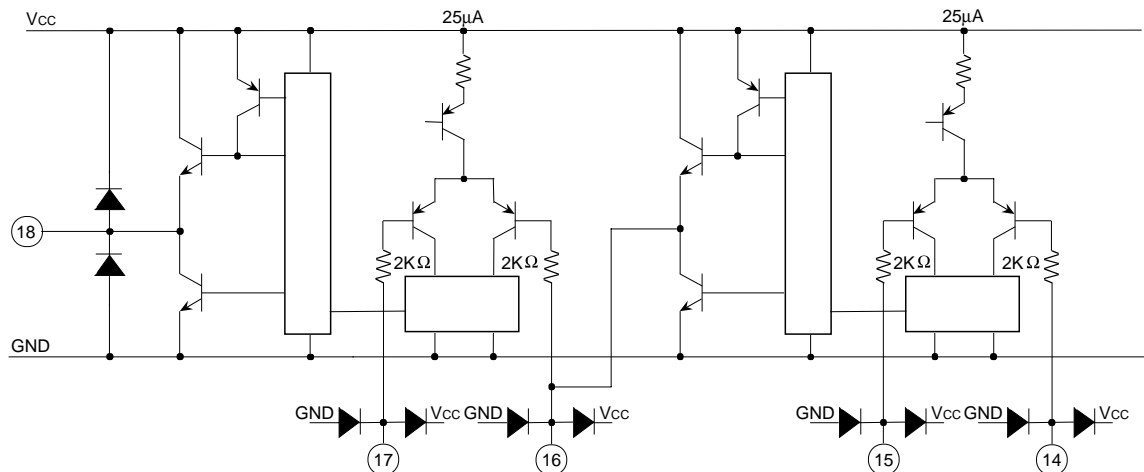 25µA 25µA
Vcc
18
2KΩ 2KΩ 2KΩ 2KΩ
GND
GND Vcc GND Vcc GND Vcc GND Vcc
17 16 15 14